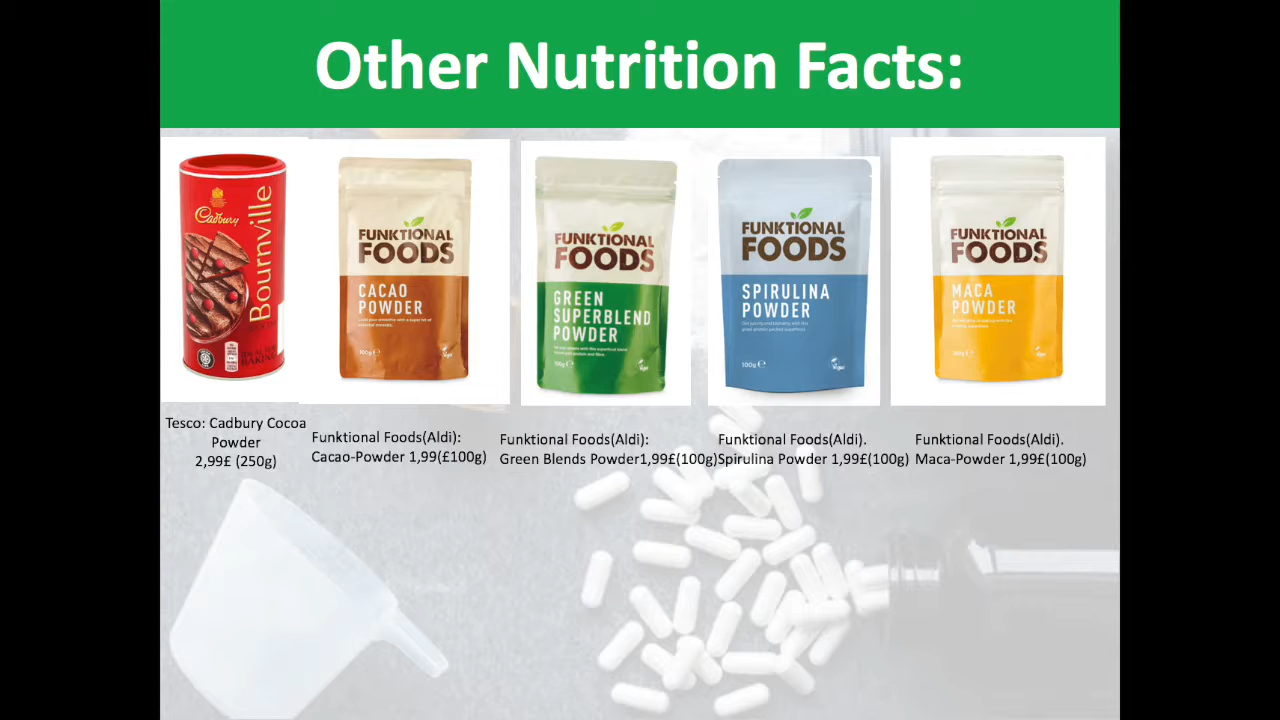 Other Nutrition Facts:
Cadbury
Bournville
FUNKTIONAL
FOODS
CACAO
POWDER
100g
FUNKTIONAL
FOODS
GREEN
SUPERBLEND
POWDER
100g
FUNKTIONAL
FOODS
SPIRULINA
POWDER
100g
FUNKTIONAL
FOODS
MACA
POWDER
Tesco: Cadbury Cocoa
Powder
2,99£ (250g)
Funktional Foods(Aldi):
Cacao-Powder 1,99(£100g)
Funktional Foods(Aldi):
Green Blends Powder1,99£(100g)
Funktional Foods(Aldi).
Spirulina Powder 1,99£(100g)
Funktional Foods(Aldi).
Maca-Powder 1,99£(100g)